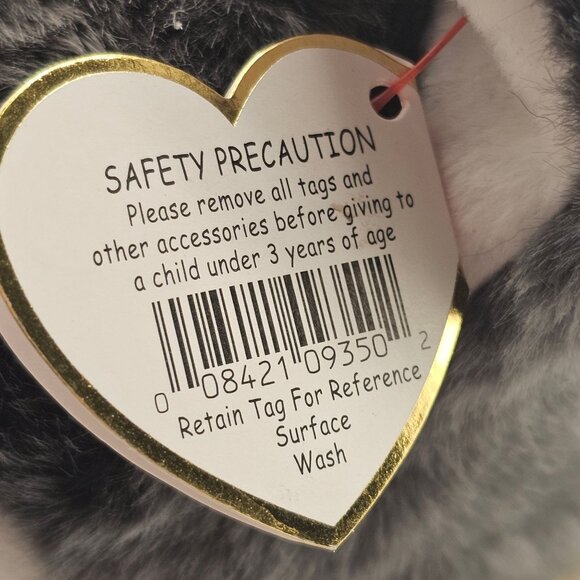 SAFETY PRECAUTION
Please remove all tags and
other accessories before giving to
a child under 3 years of age
0 08421 09350 2
Retain Tag For Reference
Surface
Wash